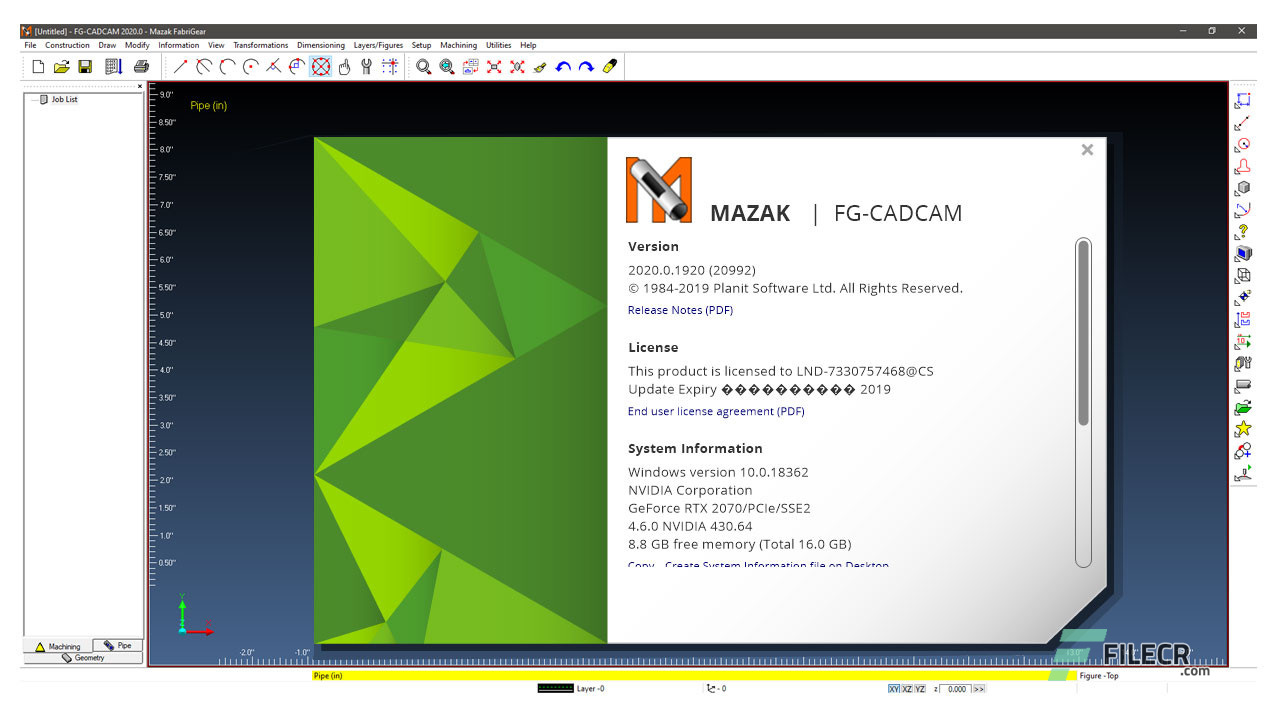 [Untitled] - FG-CADCAM 2020.0 - Mazak FabriGear
File Construction Draw Modify Information View Transformations Dimensioning Layers/Figures Setup Machining Utilities Help
Job List
Pipe (in)
9.0"
8.50"
8.0"
7.50"
7.0"
6.50"
6.0"
5.50"
5.0"
4.50"
4.0"
3.50"
3.0"
2.50"
2.0"
1.50"
1.0"
0.50"
MAZAK | FG-CADCAM
Version
2020.0.1920 (20992)
© 1984-2019 Planit Software Ltd. All Rights Reserved.
Release Notes (PDF)
License
This product is licensed to LND-7330757468@CS
Update Expiry ����������� 2019
End user license agreement (PDF)
System Information
Windows version 10.0.18362
NVIDIA Corporation
GeForce RTX 2070/PCIe/SSE2
4.6.0 NVIDIA 430.64
8.8 GB free memory (Total 16.0 GB)
Copy Create System Information file on Desktop
Y
X
Z
-2.0" -1.0"
Machining Pipe
Geometry
FILECR
.com
Pipe (in)
Figure -Top
Layer -0
- 0
XY XZ YZ z 0.000 >>